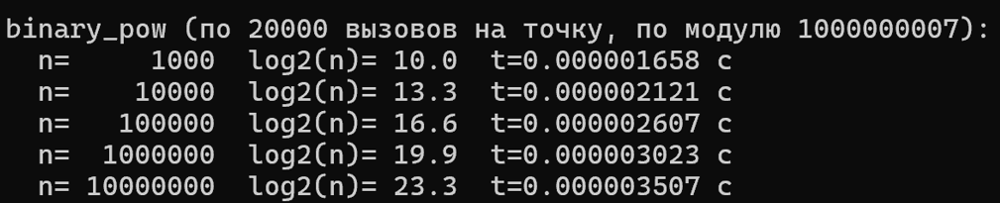 binary_pow (по 20000 вызовов на точку, по модулю 1000000007):
  n=     1000  log2(n)= 10.0  t=0.000001658 с
  n=    10000  log2(n)= 13.3  t=0.000002121 с
  n=   100000  log2(n)= 16.6  t=0.000002607 с
  n=  1000000  log2(n)= 19.9  t=0.000003023 с
  n= 10000000  log2(n)= 23.3  t=0.000003507 с